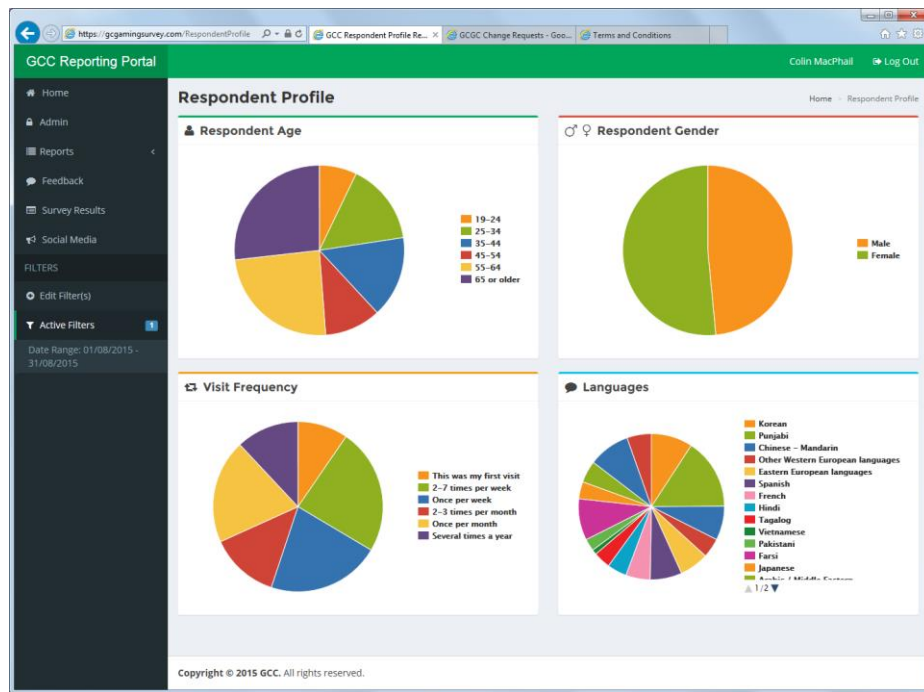 https://gcgamingsurvey.com/RespondentProfile
GCC Respondent Profile Re...
GCGC Change Requests - Goo...
Terms and Conditions
GCC Reporting Portal
Colin MacPhail
Log Out
Home
Admin
Reports
Feedback
Survey Results
Social Media
FILTERS
Edit Filter(s)
Active Filters
1
Date Range: 01/08/2015 -
31/08/2015
Respondent Profile
Home
Respondent Profile
Respondent Age
19-24
25-34
35-44
45-54
55-64
65 or older
Respondent Gender
Male
Female
Visit Frequency
This was my first visit
2-7 times per week
Once per week
2-3 times per month
Once per month
Several times a year
Languages
Korean
Punjabi
Chinese - Mandarin
Other Western European languages
Eastern European languages
Spanish
French
Hindi
Tagalog
Vietnamese
Pakistani
Farsi
Japanese
Arabic / Middle Eastern
1/2
Copyright © 2015 GCC. All rights reserved.